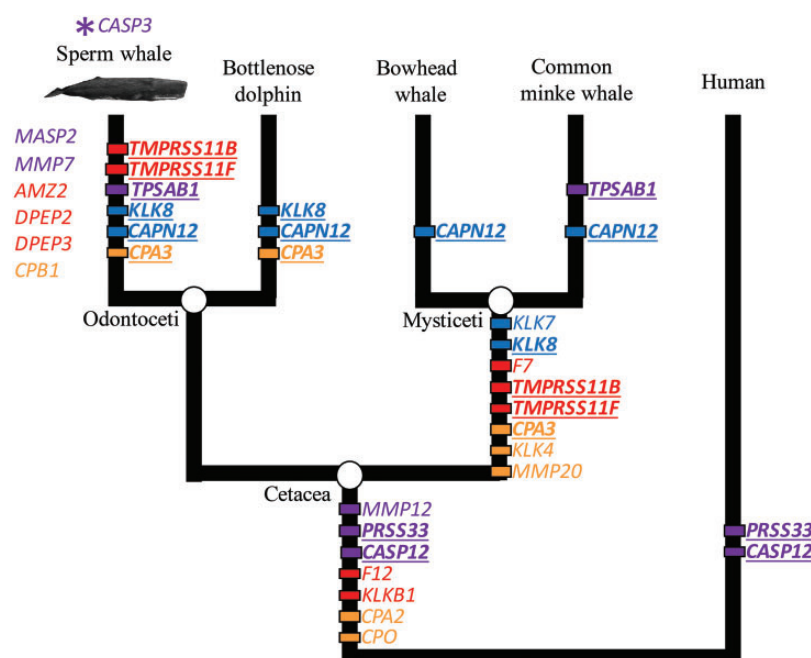 *CASP3
Sperm whale
Bottlenose
dolphin
Bowhead
whale
Common
minke whale
Human
MASP2
MMP7
AMZ2
DPEP2
DPEP3
CPB1
TMPRSS11B
TMPRSS11F
TPSAB1
KLK8
CAPN12
CPA3
KLK8
CAPN12
CPA3
CAPN12
TPSAB1
CAPN12
Odontoceti
Mysticeti
KLK7
KLK8
F7
TMPRSS11B
TMPRSS11F
CPA3
KLK4
MMP20
Cetacea
MMP12
PRSS33
CASP12
F12
KLKB1
CPA2
CPO
PRSS33
CASP12